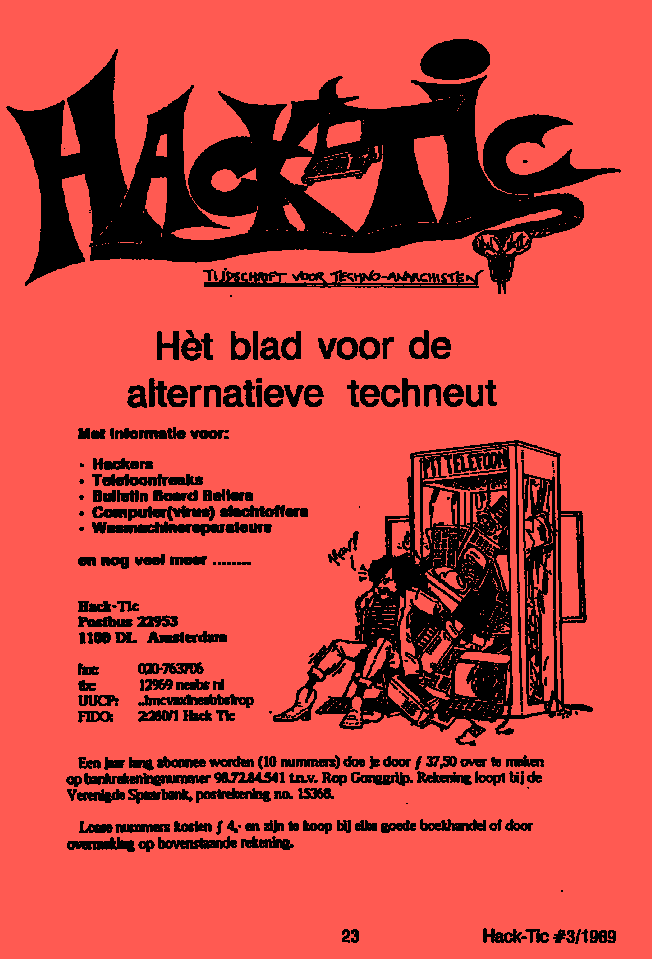 HACK-TIC
TIJDSCHRIFT VOOR TECHNO-ANARCHISTEN
Hèt blad voor de
alternatieve techneut
Met informatie voor:
- Hackers
- Telefoonfreaks
- Bulletin Board Bellers
- Computer(virus) slachtoffers
- Wasmachinereparateurs
en nog veel meer ........
PTT TELEFOON
Hack-Tic
Postbus 22953
1100 DL Amsterdam
fax: 020-763706
tlx: 12969 neabs nl
UUCP: ..!mcvax!neabbs!rop
FIDO: 2:280/1 Hack Tic
Een jaar lang abonnee worden (10 nummers) doe je door ƒ 37,50 over te maken
op bankrekeningnummer 98.72.84.541 t.n.v. Rop Gonggrijp. Rekening loopt bij de
Verenigde Spaarbank, postrekening no. 15368.
Losse nummers kosten ƒ 4,- en zijn te koop bij elke goede boekhandel of door
overmaking op bovenstaande rekening.
23 Hack-Tic #3/1989